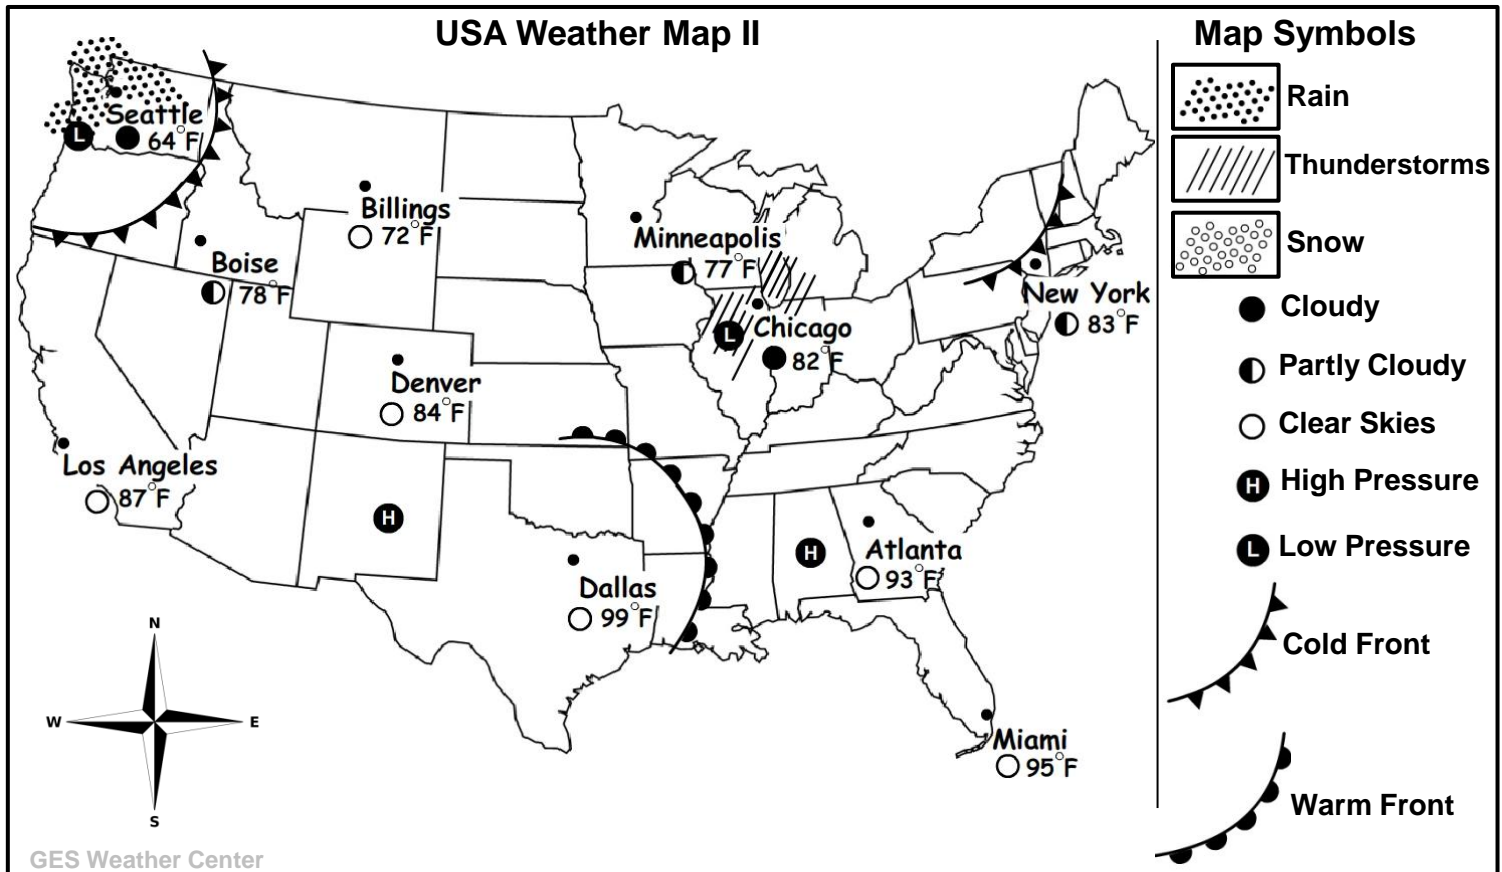 USA Weather Map II
Seattle
L
64°F
Billings
72°F
Boise
78°F
Minneapolis
77°F
Chicago
L
82°F
New York
83°F
Denver
84°F
Los Angeles
87°F
H
Dallas
99°F
H
Atlanta
93°F
Miami
95°F
N
W
E
S
GES Weather Center
Map Symbols
Rain
Thunderstorms
Snow
Cloudy
Partly Cloudy
Clear Skies
H High Pressure
L Low Pressure
Cold Front
Warm Front